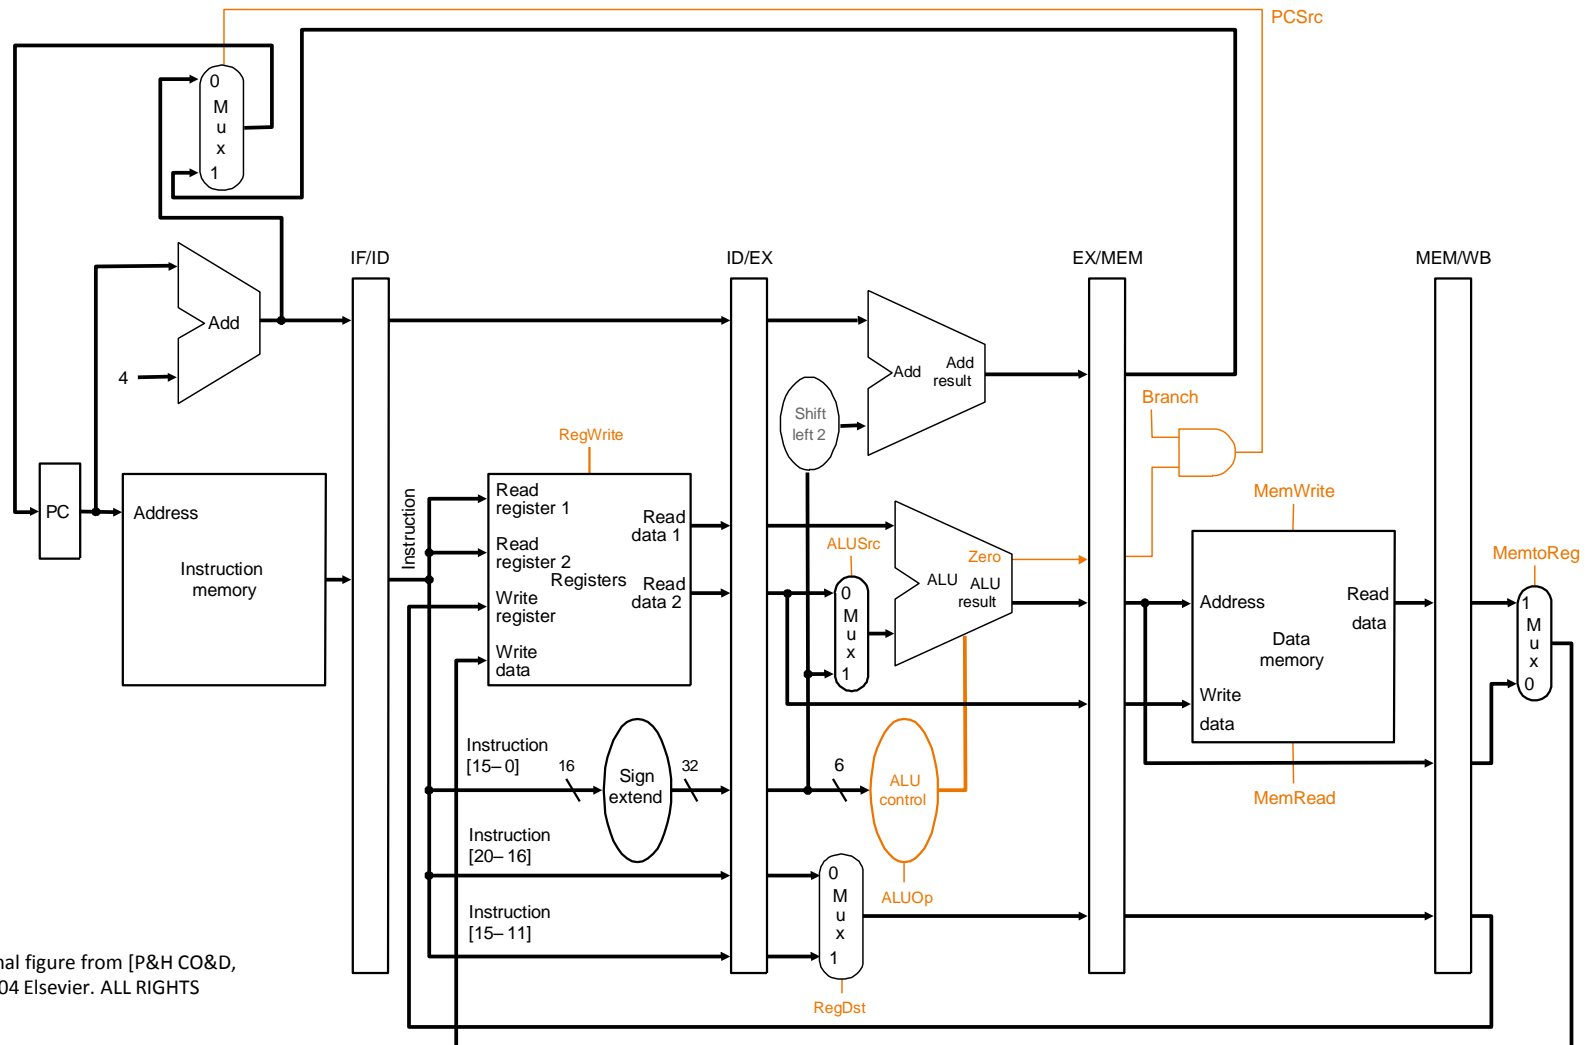 PCSrc
0
M
u
x
1
IF/ID
ID/EX
EX/MEM
MEM/WB
Add
4
Add
Add
result
Shift
left 2
Branch
RegWrite
MemWrite
PC
Address
Instruction
memory
Instruction
Read
register 1
Read
register 2
Write
register
Write
data
Registers
Read
data 1
Read
data 2
ALUSrc
0
M
u
x
1
Zero
ALU
ALU
result
Address
Write
data
Data
memory
Read
data
MemtoReg
1
M
u
x
0
MemRead
Instruction
[15–0]
16
Sign
extend
32
6
ALU
control
ALUOp
Instruction
[20–16]
Instruction
[15–11]
0
M
u
x
1
RegDst
nal figure from [P&H CO&D,
04 Elsevier. ALL RIGHTS